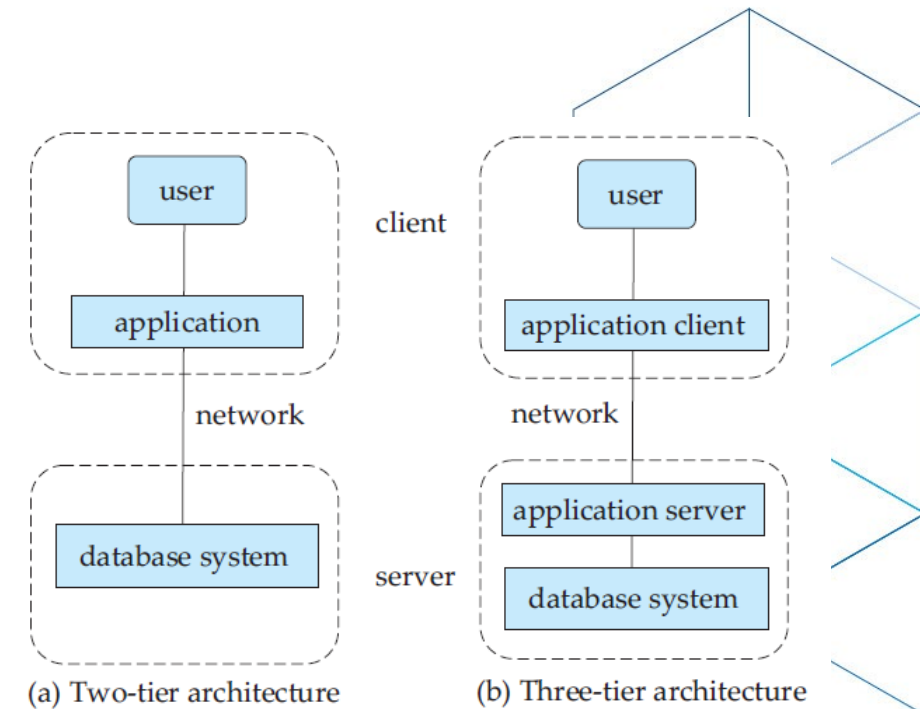 user
application
network
database system
(a) Two-tier architecture
client
server
user
application client
network
application server
database system
(b) Three-tier architecture